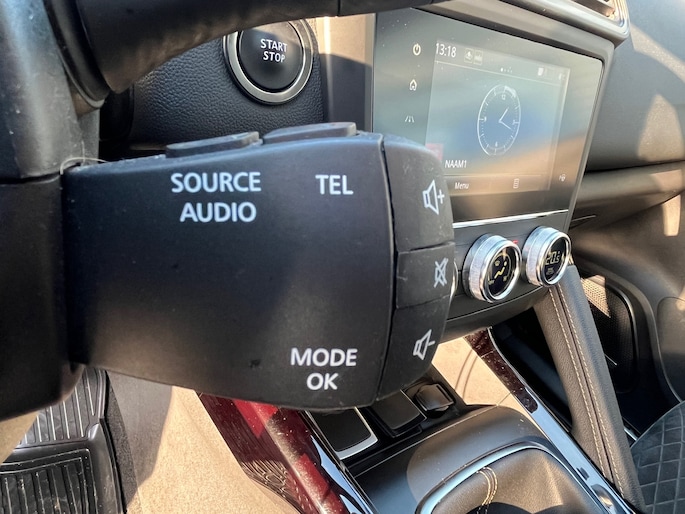 START
STOP
13:18
SOURCE
AUDIO
TEL
NAAM1
Menu
MODE
OK